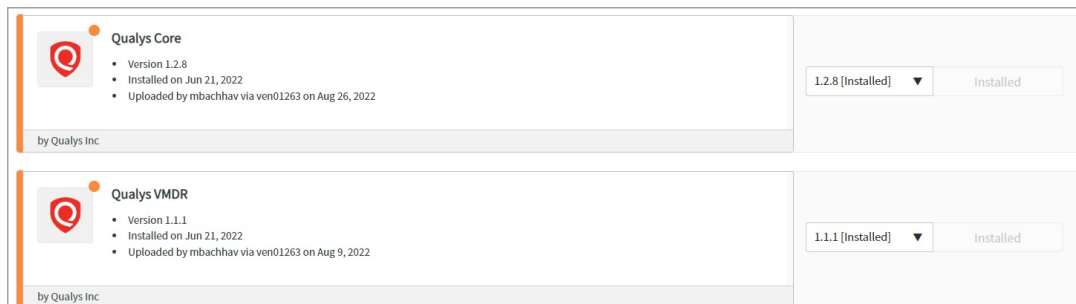 Qualys Core
• Version 1.2.8
• Installed on Jun 21, 2022
• Uploaded by mbachhav via ven01263 on Aug 26, 2022
1.2.8 [Installed] ▼ Installed
by Qualys Inc
Qualys VMDR
• Version 1.1.1
• Installed on Jun 21, 2022
• Uploaded by mbachhav via ven01263 on Aug 9, 2022
1.1.1 [Installed] ▼ Installed
by Qualys Inc